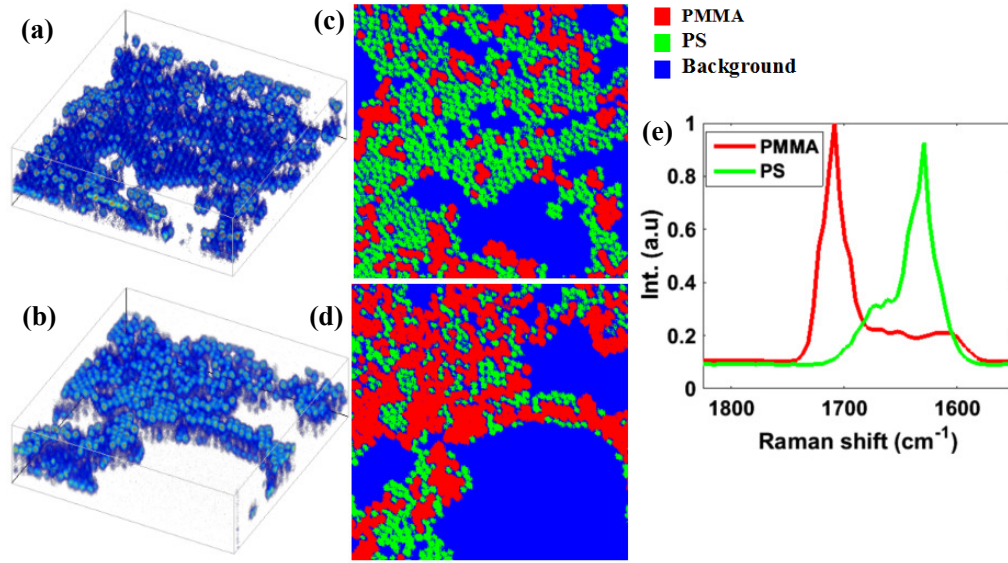 (a)
(c)
PMMA
PS
Background
(b)
(d)
(e)
1
0.8
0.6
0.4
0.2
0
Int. (a.u)
PMMA
PS
1800
1700
1600
Raman shift (cm⁻¹)